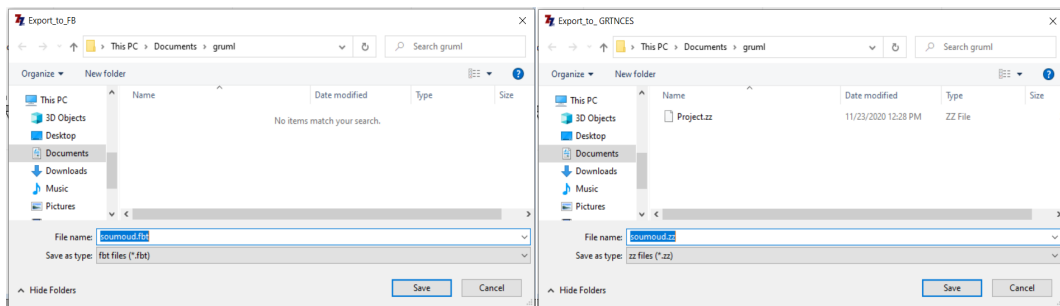 Export_to_FB
This PC > Documents > gruml
Search gruml
Organize
New folder
This PC
3D Objects
Desktop
Documents
Downloads
Music
Pictures
Name
Date modified
Type
Size
No items match your search.
File name: soumoud.fbt
Save as type: fbt files (*.fbt)
Hide Folders
Save
Cancel
Export_to_ GRTNCES
This PC > Documents > gruml
Search gruml
Organize
New folder
This PC
3D Objects
Desktop
Documents
Downloads
Music
Pictures
Name
Date modified
Type
Size
Project.zz
11/23/2020 12:28 PM
ZZ File
File name: soumoud.zz
Save as type: zz files (*.zz)
Hide Folders
Save
Cancel